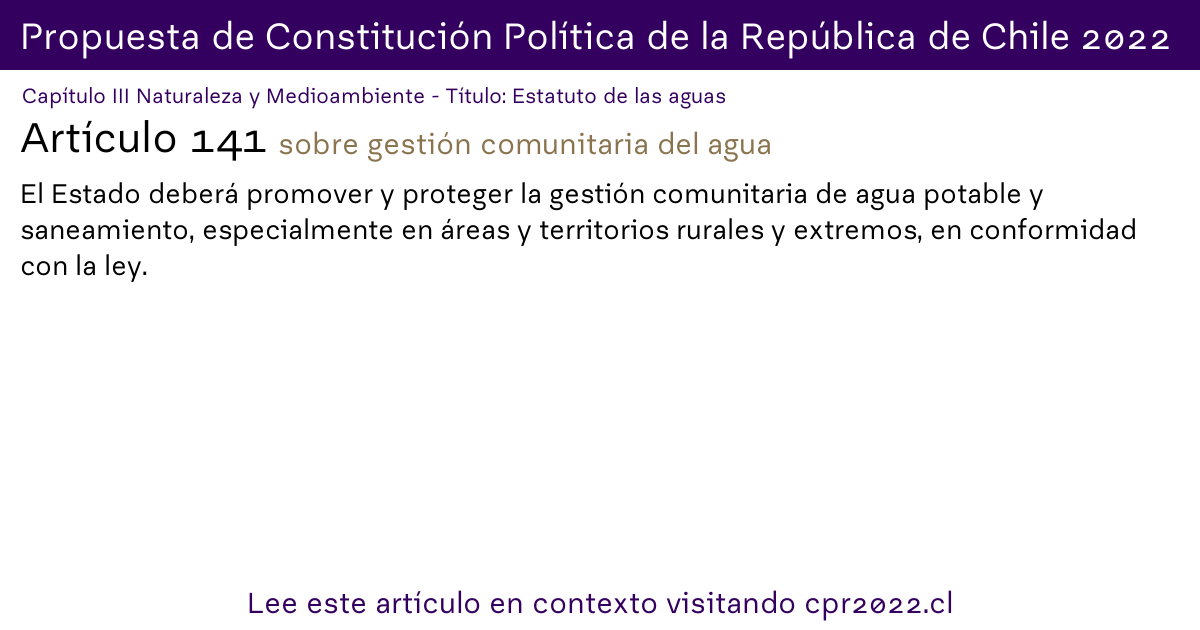 Propuesta de Constitución Política de la República de Chile 2022
Capítulo III Naturaleza y Medioambiente - Título: Estatuto de las aguas
Artículo 141 sobre gestión comunitaria del agua
El Estado deberá promover y proteger la gestión comunitaria de agua potable y
saneamiento, especialmente en áreas y territorios rurales y extremos, en conformidad
con la ley.
Lee este artículo en contexto visitando cpr2022.cl